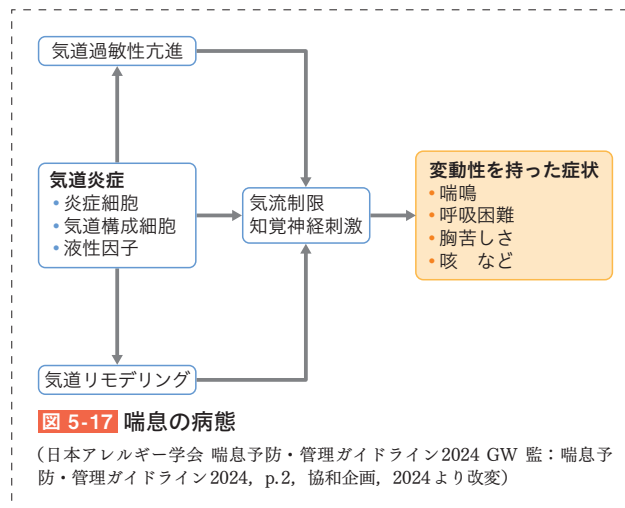 気道過敏性亢進
気道炎症
• 炎症細胞
• 気道構成細胞
• 液性因子
気流制限
知覚神経刺激
変動性を持った症状
• 喘鳴
• 呼吸困難
• 胸苦しさ
• 咳　など
気道リモデリング
図 5-17 喘息の病態
（日本アレルギー学会 喘息予防・管理ガイドライン2024 GW 監：喘息予
防・管理ガイドライン2024，p.2，協和企画，2024より改変）